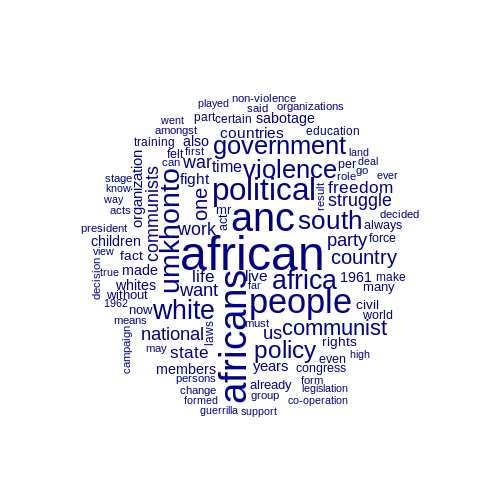 non-violence
played
said
organizations
went
part
certain
sabotage
amongst
countries
education
training
also
government
land
felt
first
organization
communists
can
war
time
violence
per
deal
go
stage
fight
role
ever
know
umkhonto
one
political
result
freedom
way
struggle
acts
mr
act
anc
south
decided
president
work
always
children
party
force
view
fact
african
country
decision
true
made
life
live
africa
1961
make
whites
want
far
many
without
africans
people
1962
now
white
civil
world
means
must
campaign
national
laws
us
communist
rights
may
state
policy
even
high
members
years
congress
persons
already
form
change
legislation
formed
group
co-operation
guerrilla
support